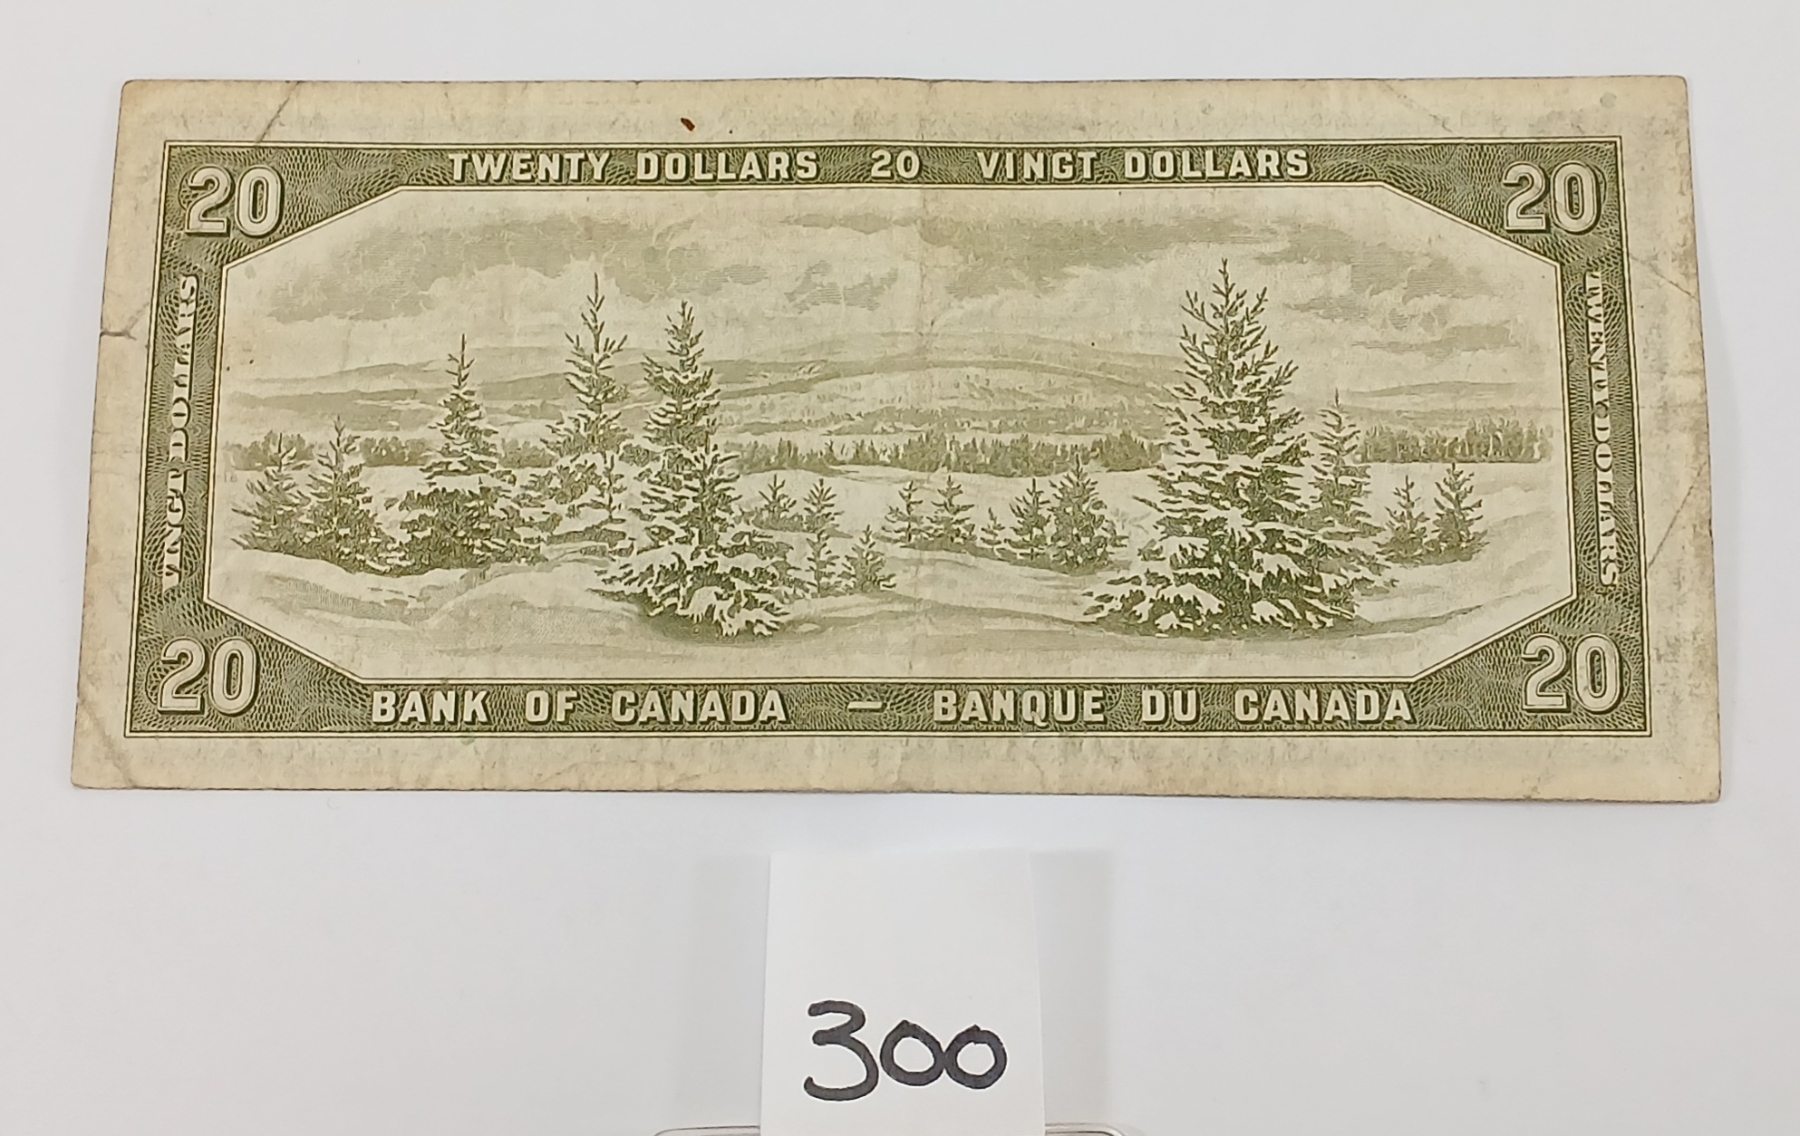 TWENTY DOLLARS 20 VINGT DOLLARS
20
20
VINGT DOLLARS
TWENTY DOLLARS
20
20
BANK OF CANADA — BANQUE DU CANADA
300